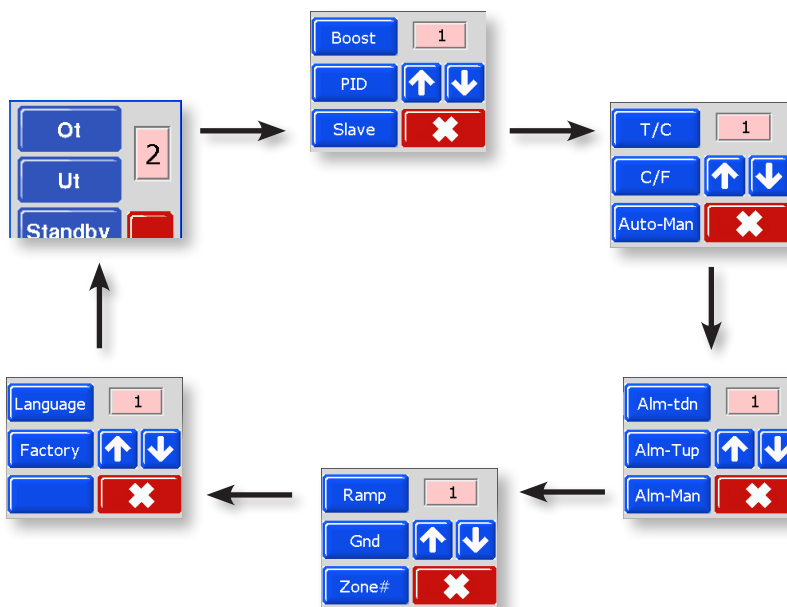 Boost 1
PID
Slave
Ot
2
Ut
Standby
T/C 1
C/F
Auto-Man
Alm-tdn 1
Alm-Tup
Alm-Man
Ramp 1
Gnd
Zone#
Language 1
Factory